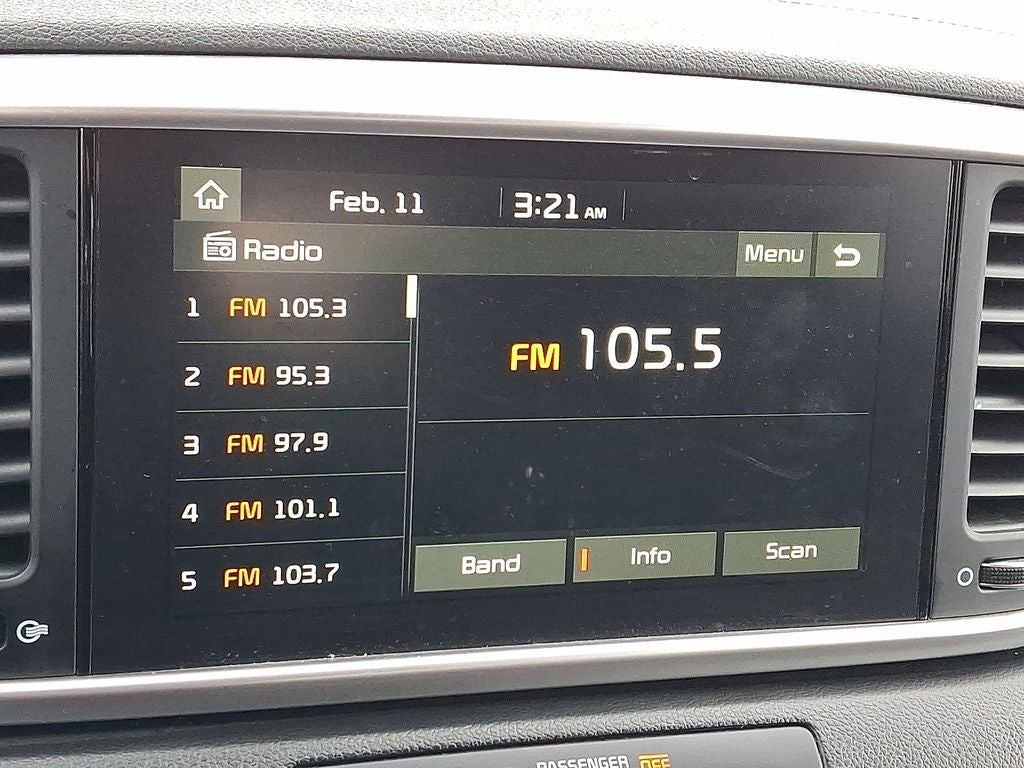 Feb. 11 3:21 AM
Radio Menu
1 FM 105.3
2 FM 95.3
3 FM 97.9
4 FM 101.1
5 FM 103.7
FM 105.5
Band Info Scan
PASSENGER OFF